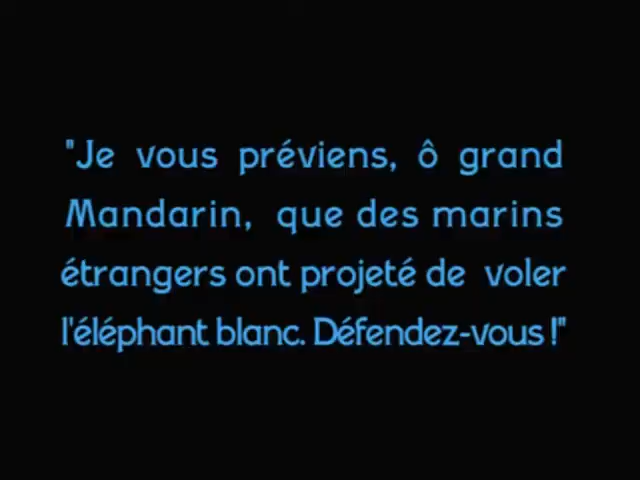 "Je vous préviens, ô grand
Mandarin, que des marins
étrangers ont projeté de voler
l'éléphant blanc. Défendez-vous !"